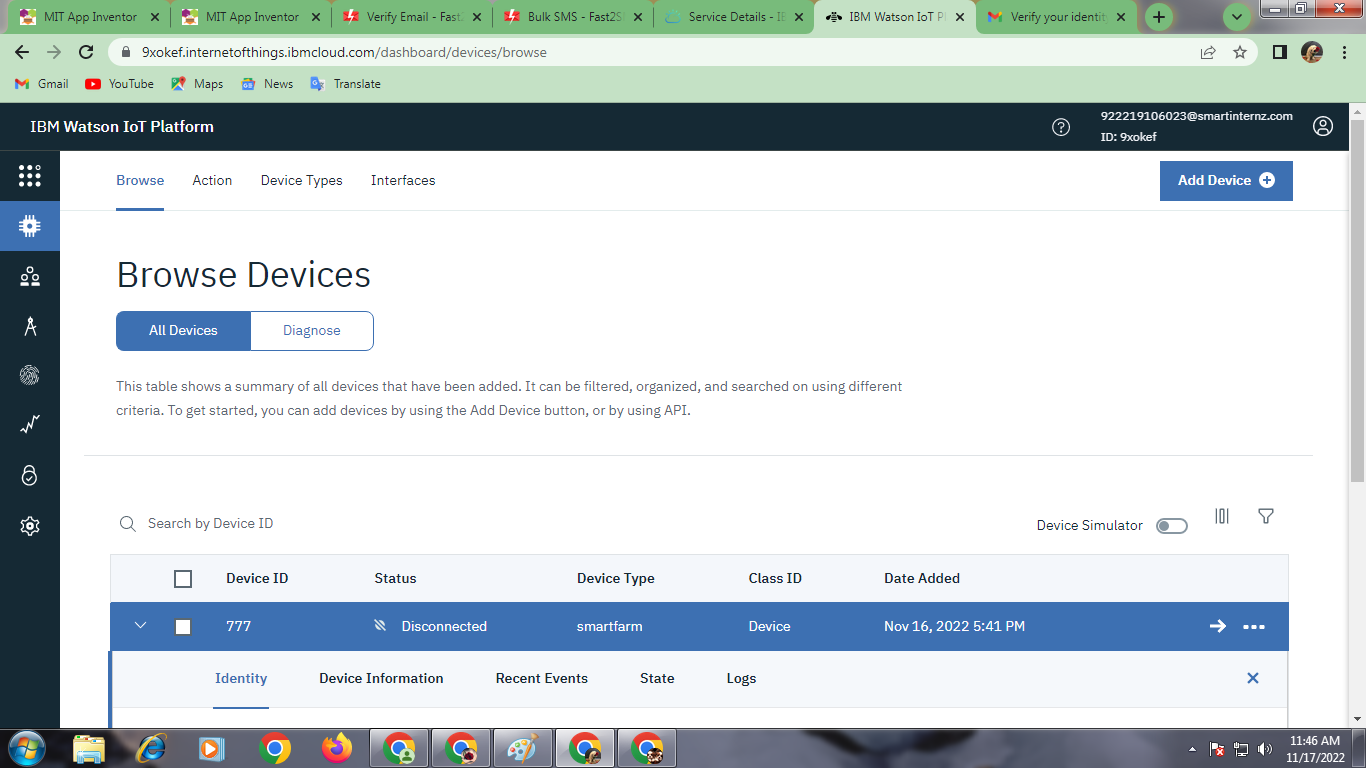 MIT App Inventor
MIT App Inventor
Verify Email - Fast2
Bulk SMS - Fast2S
Service Details - IB
IBM Watson IoT P
Verify your identity
9xokef.internetofthings.ibmcloud.com/dashboard/devices/browse
Gmail YouTube Maps News Translate
IBM Watson IoT Platform
922219106023@smartinternz.com
ID: 9xokef
Browse Action Device Types Interfaces
Add Device
Browse Devices
All Devices Diagnose
This table shows a summary of all devices that have been added. It can be filtered, organized, and searched on using different
criteria. To get started, you can add devices by using the Add Device button, or by using API.
Search by Device ID
Device Simulator
Device ID Status Device Type Class ID Date Added
777 Disconnected smartfarm Device Nov 16, 2022 5:41 PM
Identity Device Information Recent Events State Logs
11:46 AM
11/17/2022